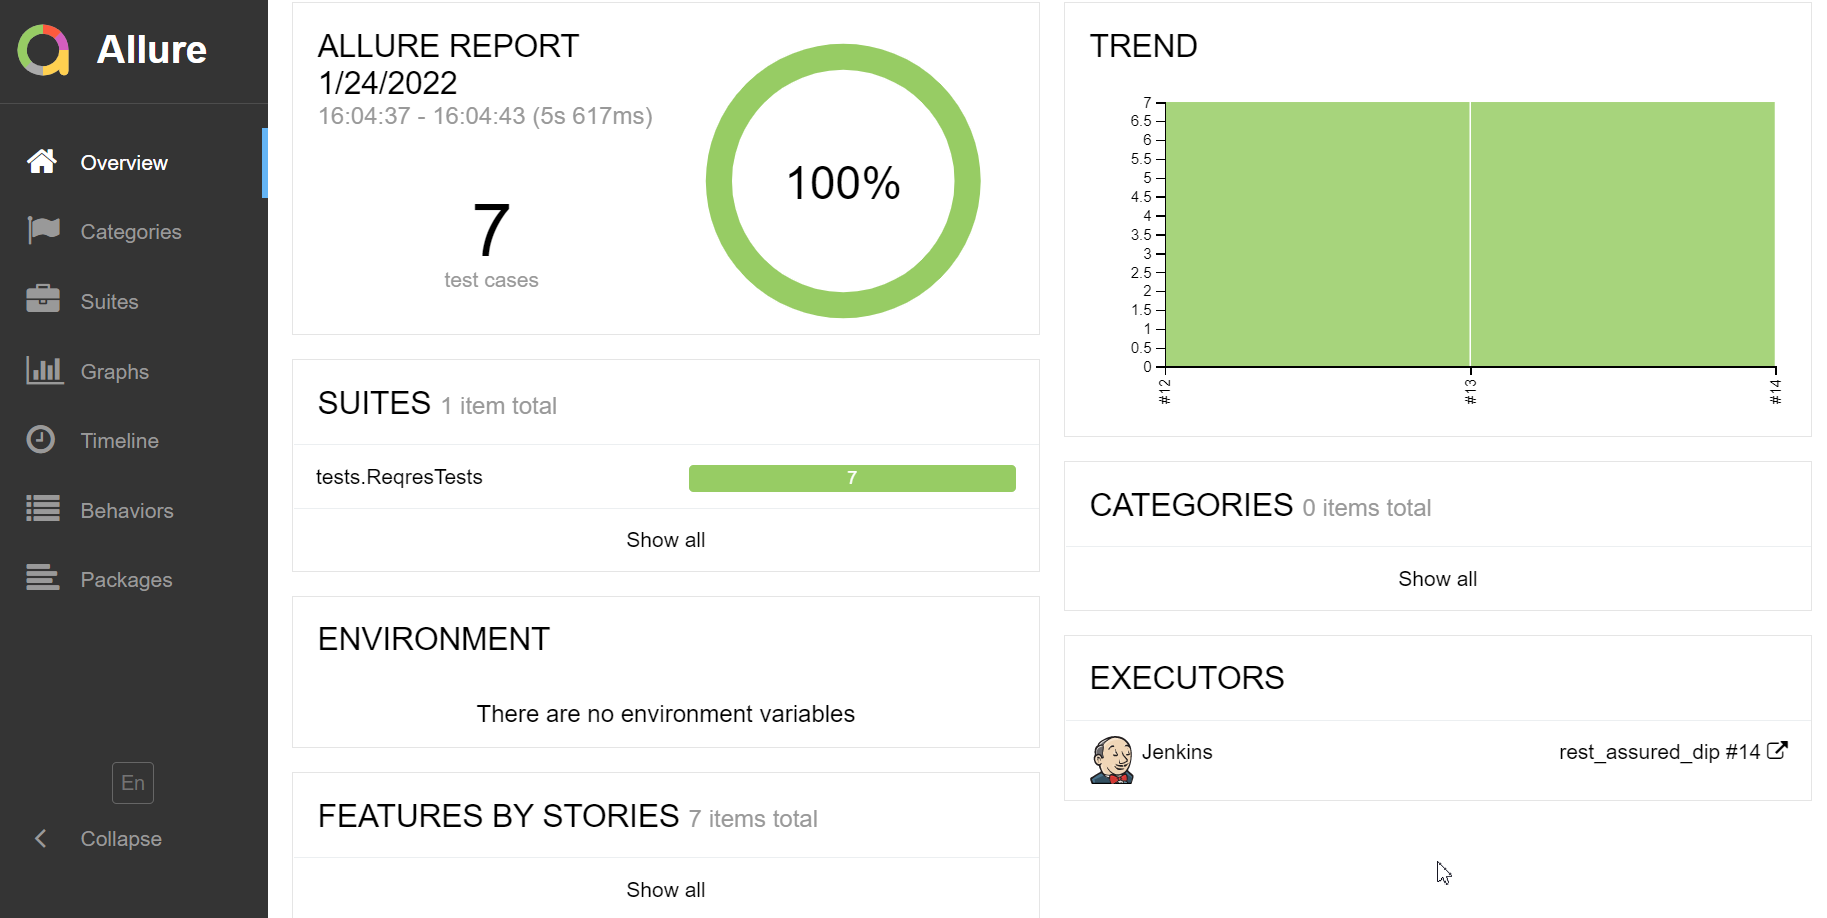 Allure
Overview
Categories
Suites
Graphs
Timeline
Behaviors
Packages
En
Collapse
ALLURE REPORT
1/24/2022
16:04:37 - 16:04:43 (5s 617ms)
7
test cases
100%
SUITES 1 item total
tests.ReqresTests 7
Show all
ENVIRONMENT
There are no environment variables
FEATURES BY STORIES 7 items total
Show all
TREND
7
6.5
6
5.5
5
4.5
4
3.5
3
2.5
2
1.5
1
0.5
0
#12
#13
#14
CATEGORIES 0 items total
Show all
EXECUTORS
Jenkins rest_assured_dip #14